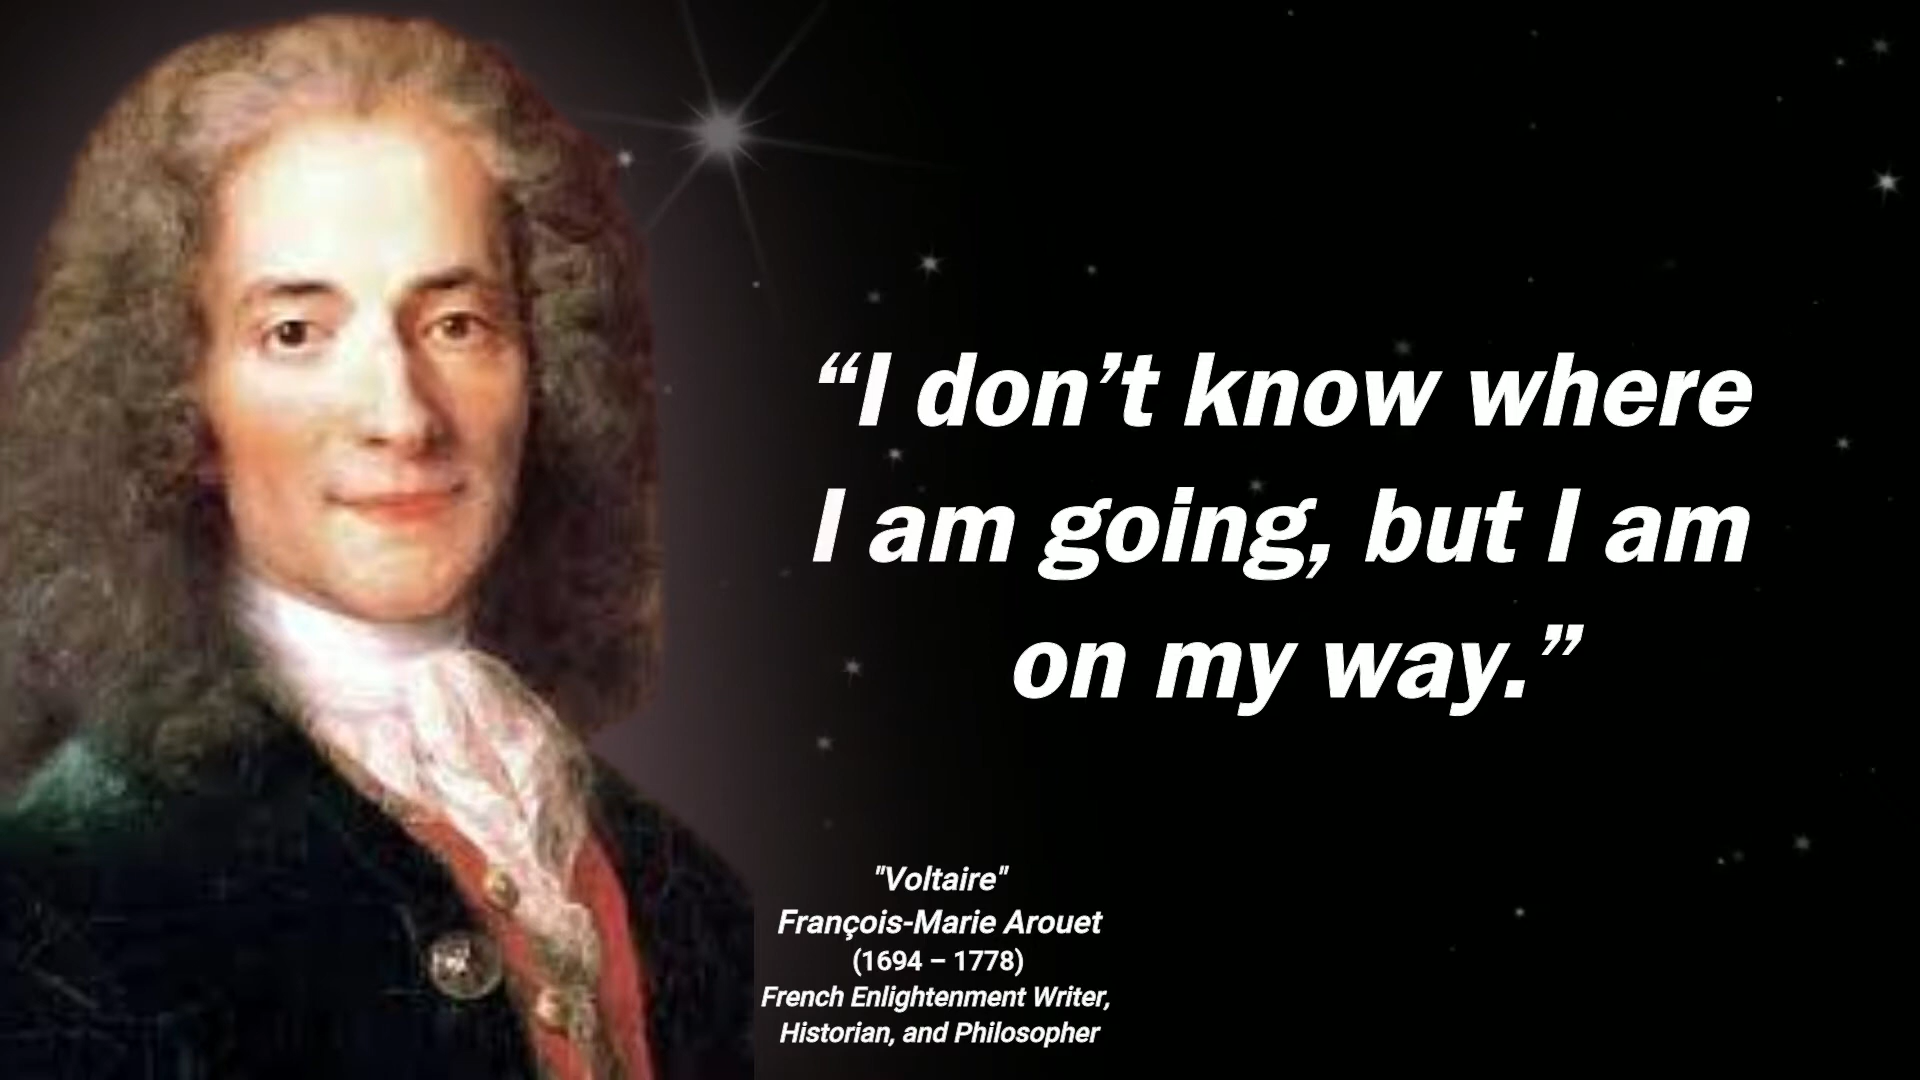 “I don’t know where
I am going, but I am
on my way.”
"Voltaire"
François-Marie Arouet
(1694 – 1778)
French Enlightenment Writer,
Historian, and Philosopher